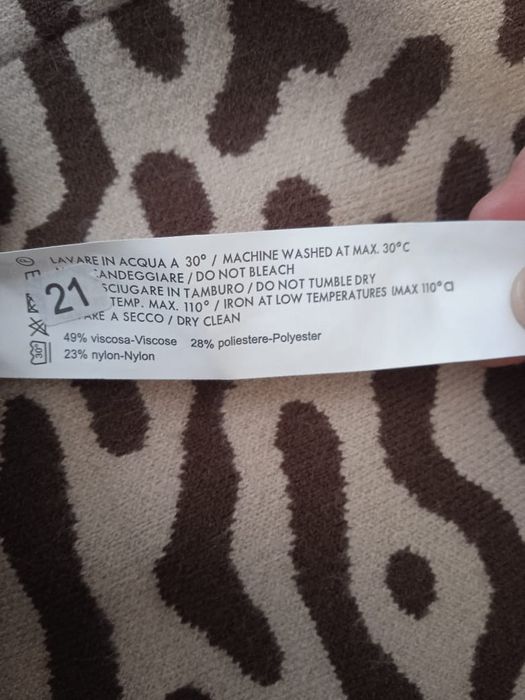 LAVARE IN ACQUA A 30° / MACHINE WASHED AT MAX. 30°C
CANDEGGIARE / DO NOT BLEACH
21
SCIUGARE IN TAMBURO / DO NOT TUMBLE DRY
TEMP. MAX. 110° / IRON AT LOW TEMPERATURES (MAX 110°C)
A SECCO / DRY CLEAN
49% viscosa-Viscose 28% poliestere-Polyester
23% nylon-Nylon
30°